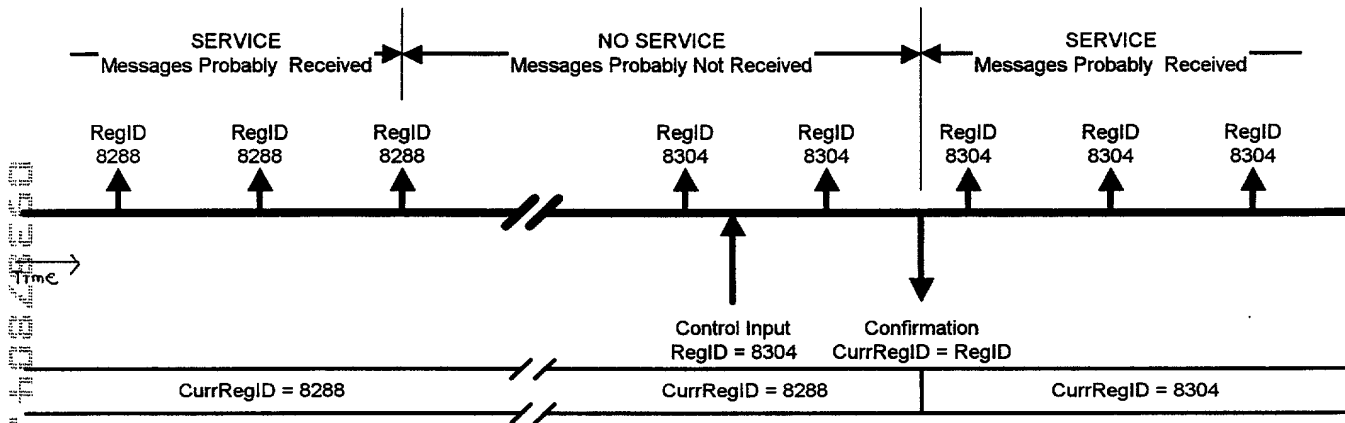 SERVICE
Messages Probably Received
NO SERVICE
Messages Probably Not Received
SERVICE
Messages Probably Received
RegID
8288
RegID
8288
RegID
8288
RegID
8304
RegID
8304
RegID
8304
RegID
8304
RegID
8304
Time
Control Input
RegID = 8304
Confirmation
CurrRegID = RegID
CurrRegID = 8288
CurrRegID = 8288
CurrRegID = 8304